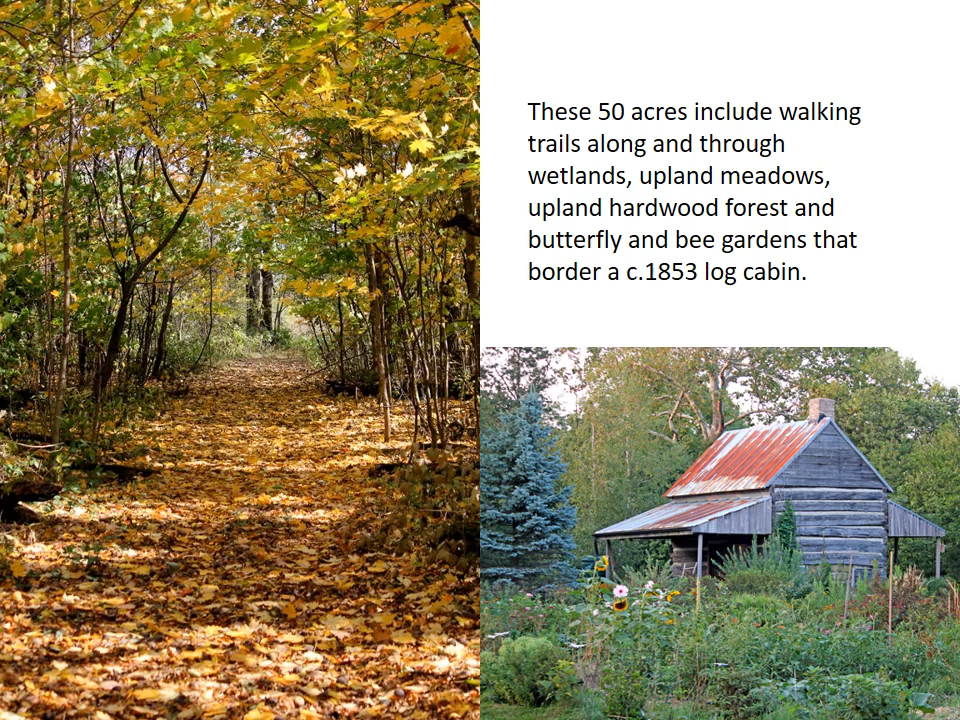 These 50 acres include walking
trails along and through
wetlands, upland meadows,
upland hardwood forest and
butterfly and bee gardens that
border a c.1853 log cabin.